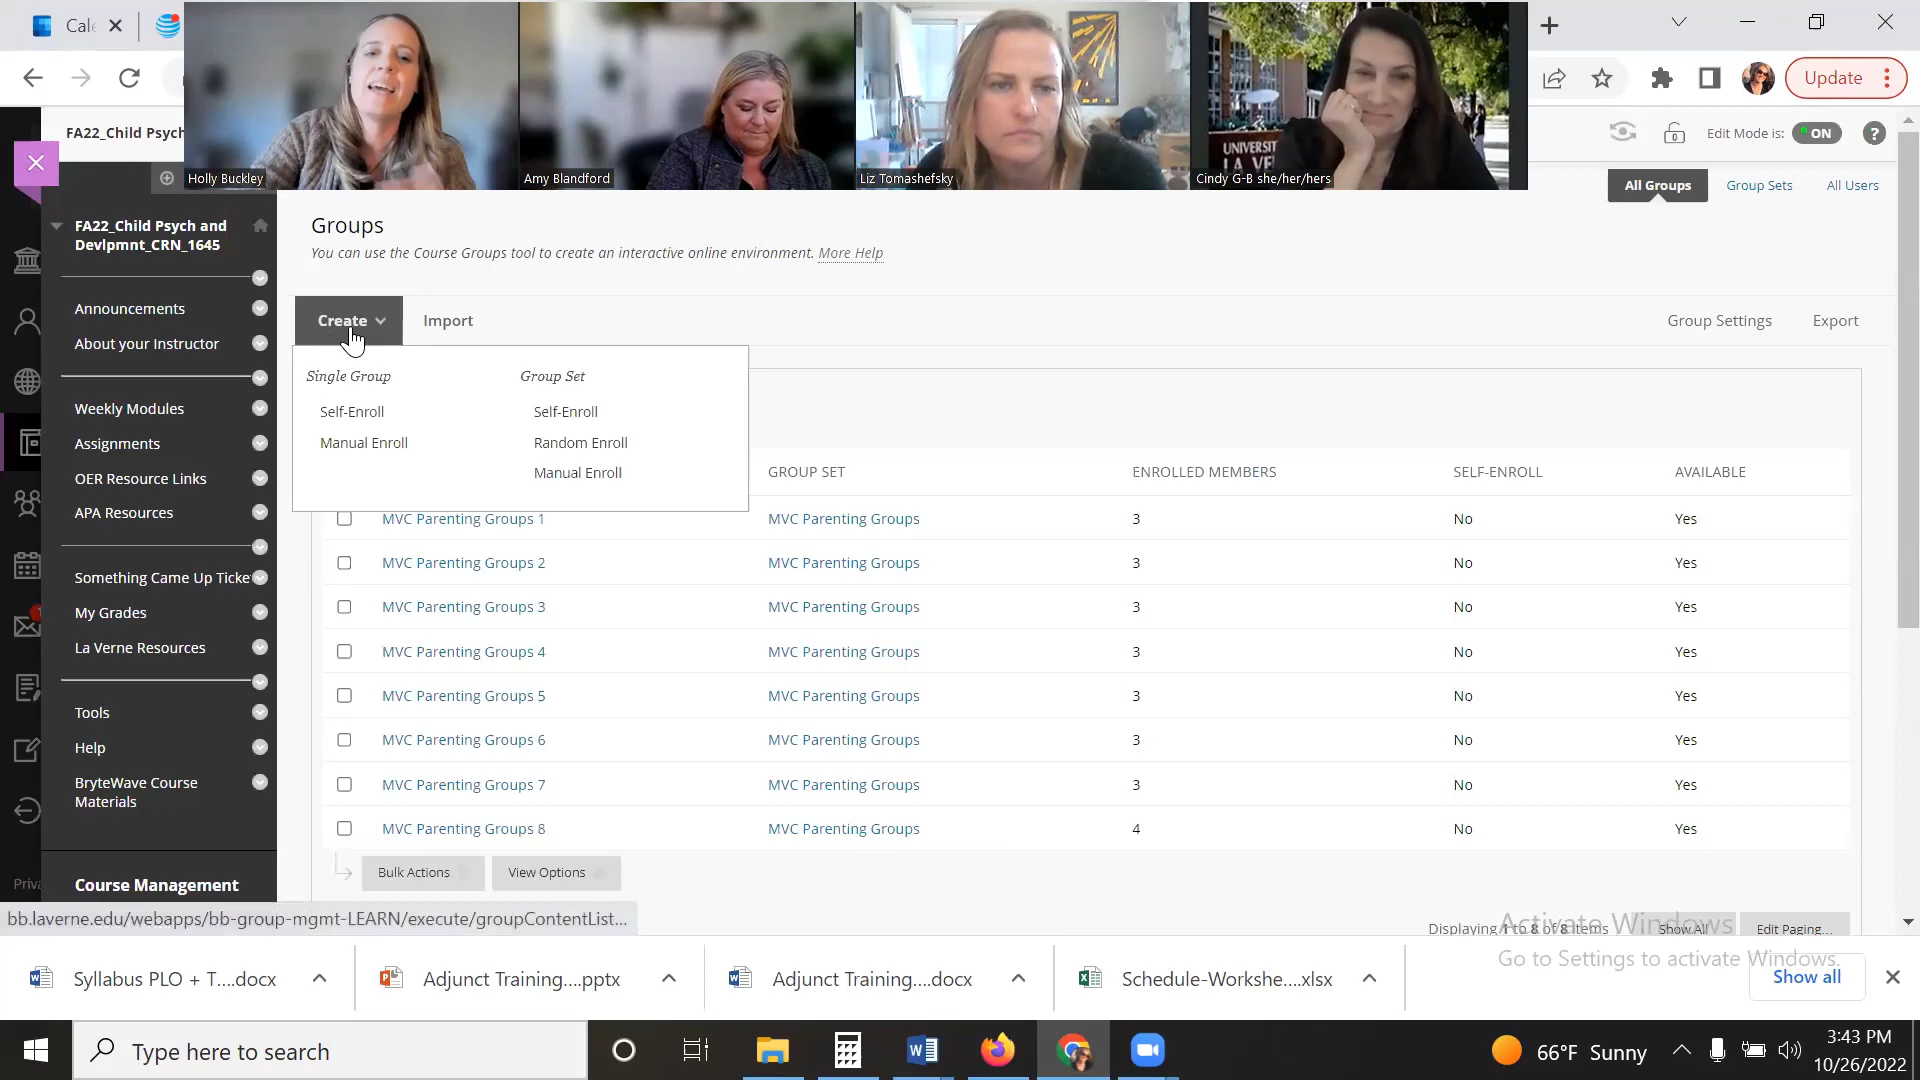 Cale
Update
FA22_Child Psych
Holly Buckley
Amy Blandford
Liz Tomashefsky
UNIVERSI
LA VE
Cindy G-B she/her/hers
Edit Mode is: ON ?
All Groups Group Sets All Users
FA22_Child Psych and
Devlpmnt_CRN_1645
Announcements
About your Instructor
Weekly Modules
Assignments
OER Resource Links
APA Resources
Something Came Up Ticke
My Grades
La Verne Resources
Tools
Help
BryteWave Course
Materials
Course Management
Priva
Groups
You can use the Course Groups tool to create an interactive online environment. More Help
Create Import Group Settings Export
Single Group Group Set
Self-Enroll Self-Enroll
Manual Enroll Random Enroll
Manual Enroll
GROUP SET ENROLLED MEMBERS SELF-ENROLL AVAILABLE
MVC Parenting Groups 1 MVC Parenting Groups 3 No Yes
MVC Parenting Groups 2 MVC Parenting Groups 3 No Yes
MVC Parenting Groups 3 MVC Parenting Groups 3 No Yes
MVC Parenting Groups 4 MVC Parenting Groups 3 No Yes
MVC Parenting Groups 5 MVC Parenting Groups 3 No Yes
MVC Parenting Groups 6 MVC Parenting Groups 3 No Yes
MVC Parenting Groups 7 MVC Parenting Groups 3 No Yes
MVC Parenting Groups 8 MVC Parenting Groups 4 No Yes
Bulk Actions View Options
Displaying 1 to 8 of 8 items Show All Edit Paging...
Activate Windows
Go to Settings to activate Windows.
bb.laverne.edu/webapps/bb-group-mgmt-LEARN/execute/groupContentList...
Syllabus PLO + T....docx Adjunct Training....pptx Adjunct Training....docx Schedule-Workshe....xlsx Show all
Type here to search
66°F Sunny
3:43 PM
10/26/2022